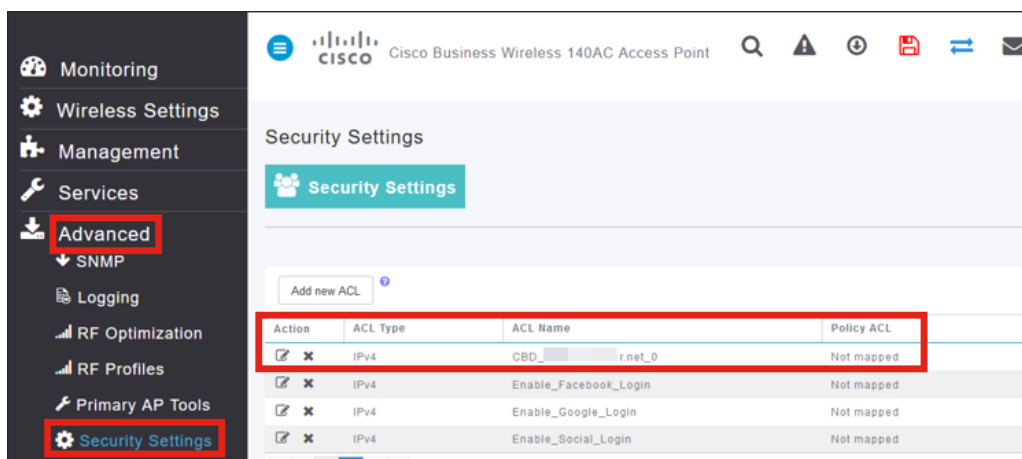 Monitoring
Wireless Settings
Management
Services
Advanced
SNMP
Logging
RF Optimization
RF Profiles
Primary AP Tools
Security Settings
CISCO Cisco Business Wireless 140AC Access Point
Security Settings
Security Settings
Add new ACL ?
Action ACL Type ACL Name Policy ACL
IPv4 CBD_ r.net_0 Not mapped
IPv4 Enable_Facebook_Login Not mapped
IPv4 Enable_Google_Login Not mapped
IPv4 Enable_Social_Login Not mapped